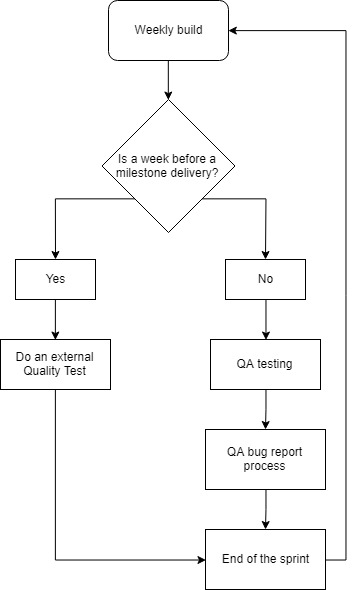 Weekly build
Is a week before a
milestone delivery?
Yes
No
Do an external
Quality Test
QA testing
QA bug report
process
End of the sprint